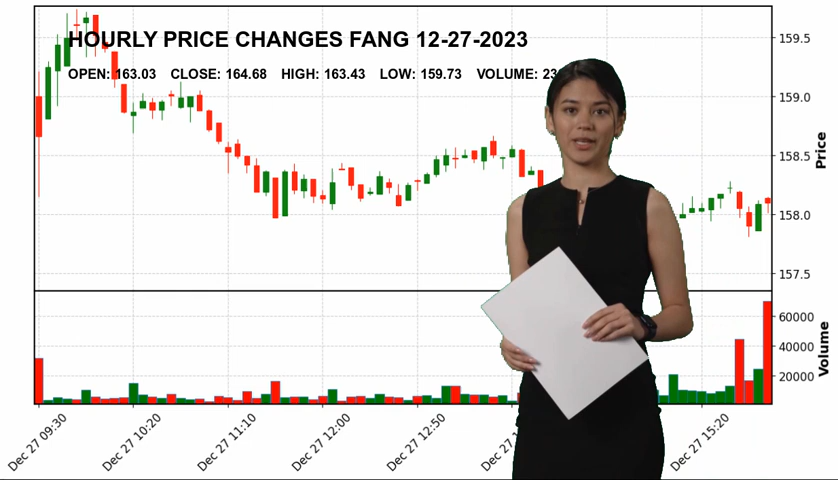 HOURLY PRICE CHANGES FANG 12-27-2023
OPEN: 163.03 CLOSE: 164.68 HIGH: 163.43 LOW: 159.73 VOLUME:
159.5
159.0
158.5
158.0
157.5
Price
60000
40000
20000
Volume
Dec 27 09:30
Dec 27 10:20
Dec 27 11:10
Dec 27 12:00
Dec 27 12:50
Dec 27
Dec 27 15:20